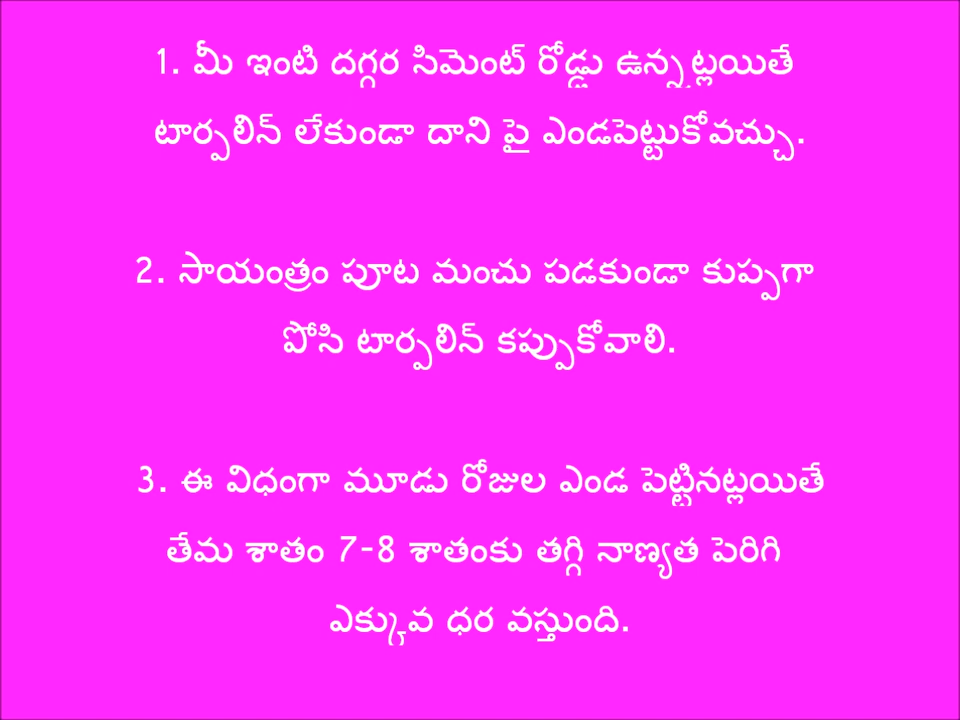 1. మీ ఇంటి దగ్గర సిమెంట్ రోడ్డు ఉన్నట్లయితే
టార్పలిన్ లేకుండా దాని పై ఎండపెట్టుకోవచ్చు.
2. సాయంత్రం పూట మంచు పడకుండా కుప్పగా
పోసి టార్పలిన్ కప్పుకోవాలి.
3. ఈ విధంగా మూడు రోజుల ఎండ పెట్టినట్లయితే
తేమ శాతం 7-8 శాతంకు తగ్గి నాణ్యత పెరిగి
ఎక్కువ ధర వస్తుంది.